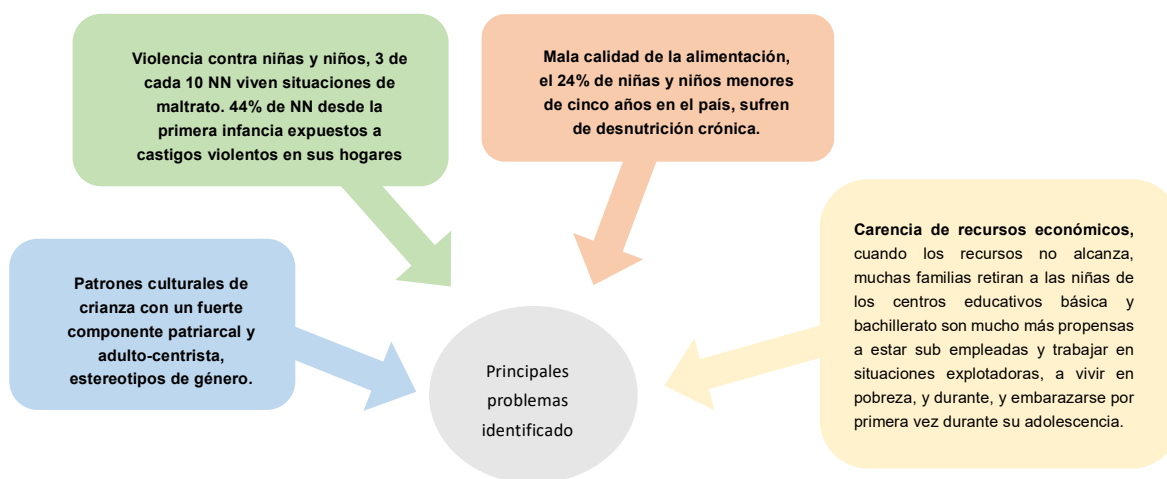 Violencia contra niñas y niños, 3 de
cada 10 NN viven situaciones de
maltrato. 44% de NN desde la
primera infancia expuestos a
castigos violentos en sus hogares
Mala calidad de la alimentación,
el 24% de niñas y niños menores
de cinco años en el país, sufren
de desnutrición crónica.
Patrones culturales de
crianza con un fuerte
componente patriarcal y
adulto-centrista,
estereotipos de género.
Carencia de recursos económicos,
cuando los recursos no alcanza,
muchas familias retiran a las niñas de
los centros educativos básica y
bachillerato son mucho más propensas
a estar sub empleadas y trabajar en
situaciones explotadoras, a vivir en
pobreza, y durante, y embarazarse por
primera vez durante su adolescencia.
Principales
problemas
identificado